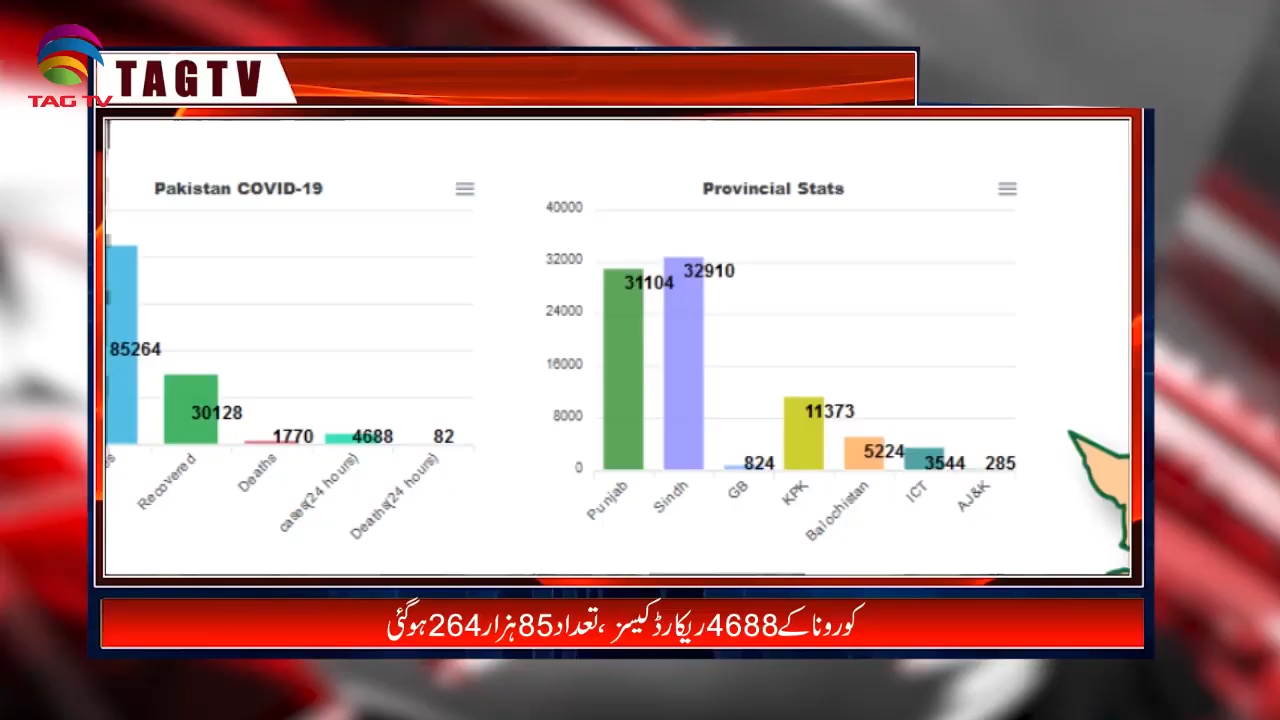 TAG TV
TAGTV
Pakistan COVID-19
85264
30128
1770
4688
82
Recovered
Deaths
cases(24 hours)
Deaths(24 hours)
Provincial Stats
40000
32000
24000
16000
8000
0
31104
32910
824
11373
5224
3544
285
Punjab
Sindh
GB
KPK
Balochistan
ICT
AJ&K
کورونا کے 4688 ریکارڈ کیسز ،تعداد 85 ہزار 264 ہوگئی